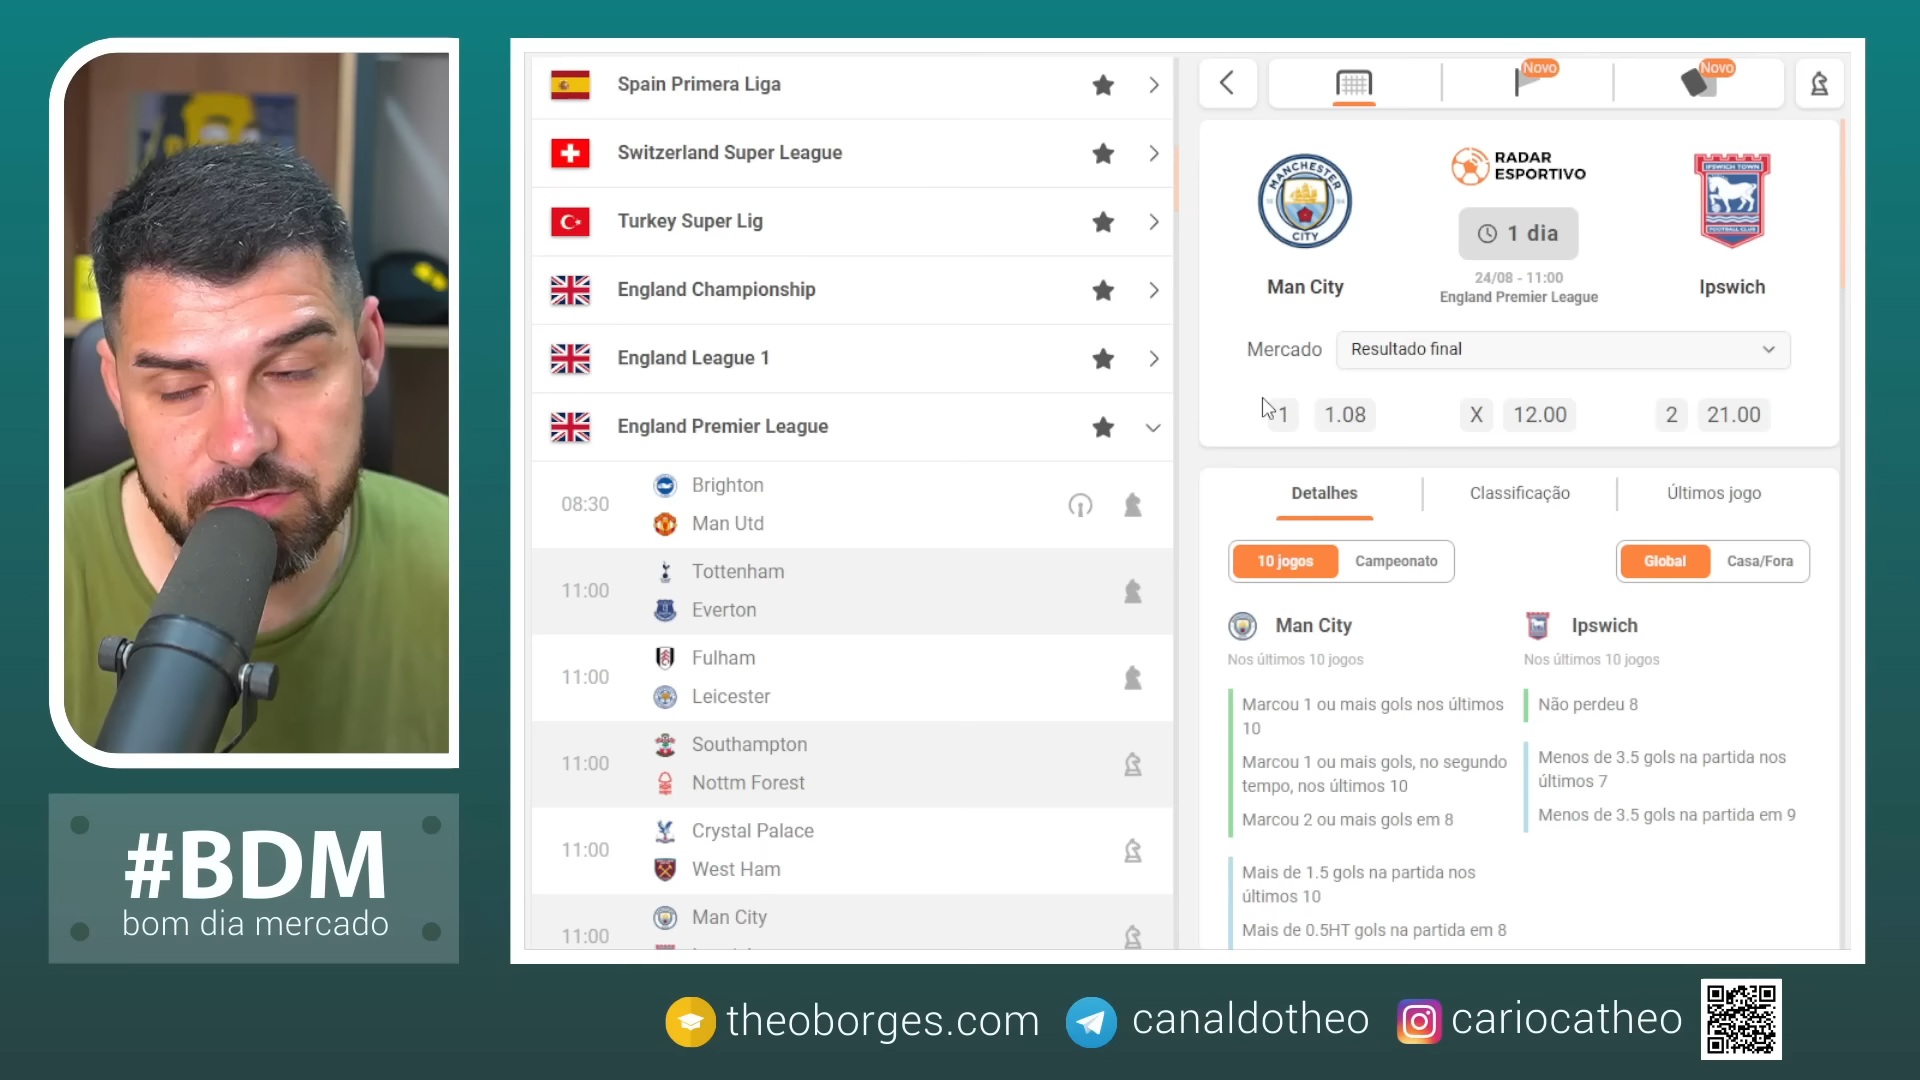 Spain Primera Liga
Switzerland Super League
Turkey Super Lig
England Championship
England League 1
England Premier League
08:30
Brighton
Man Utd
11:00
Tottenham
Everton
11:00
Fulham
Leicester
11:00
Southampton
Nottm Forest
11:00
Crystal Palace
West Ham
11:00
Man City
Novo
Novo
MANCHESTER
CITY
Man City
RADAR
ESPORTIVO
1 dia
24/08 - 11:00
England Premier League
IPSWICH TOWN
FOOTBALL CLUB
Ipswich
Mercado
Resultado final
1 1.08 X 12.00 2 21.00
Detalhes Classificação Últimos jogo
10 jogos Campeonato Global Casa/Fora
Man City
Nos últimos 10 jogos
Marcou 1 ou mais gols nos últimos
10
Marcou 1 ou mais gols, no segundo
tempo, nos últimos 10
Marcou 2 ou mais gols em 8
Mais de 1.5 gols na partida nos
últimos 10
Mais de 0.5HT gols na partida em 8
Ipswich
Nos últimos 10 jogos
Não perdeu 8
Menos de 3.5 gols na partida nos
últimos 7
Menos de 3.5 gols na partida em 9
#BDM
bom dia mercado
theoborges.com canaldotheo cariocatheo